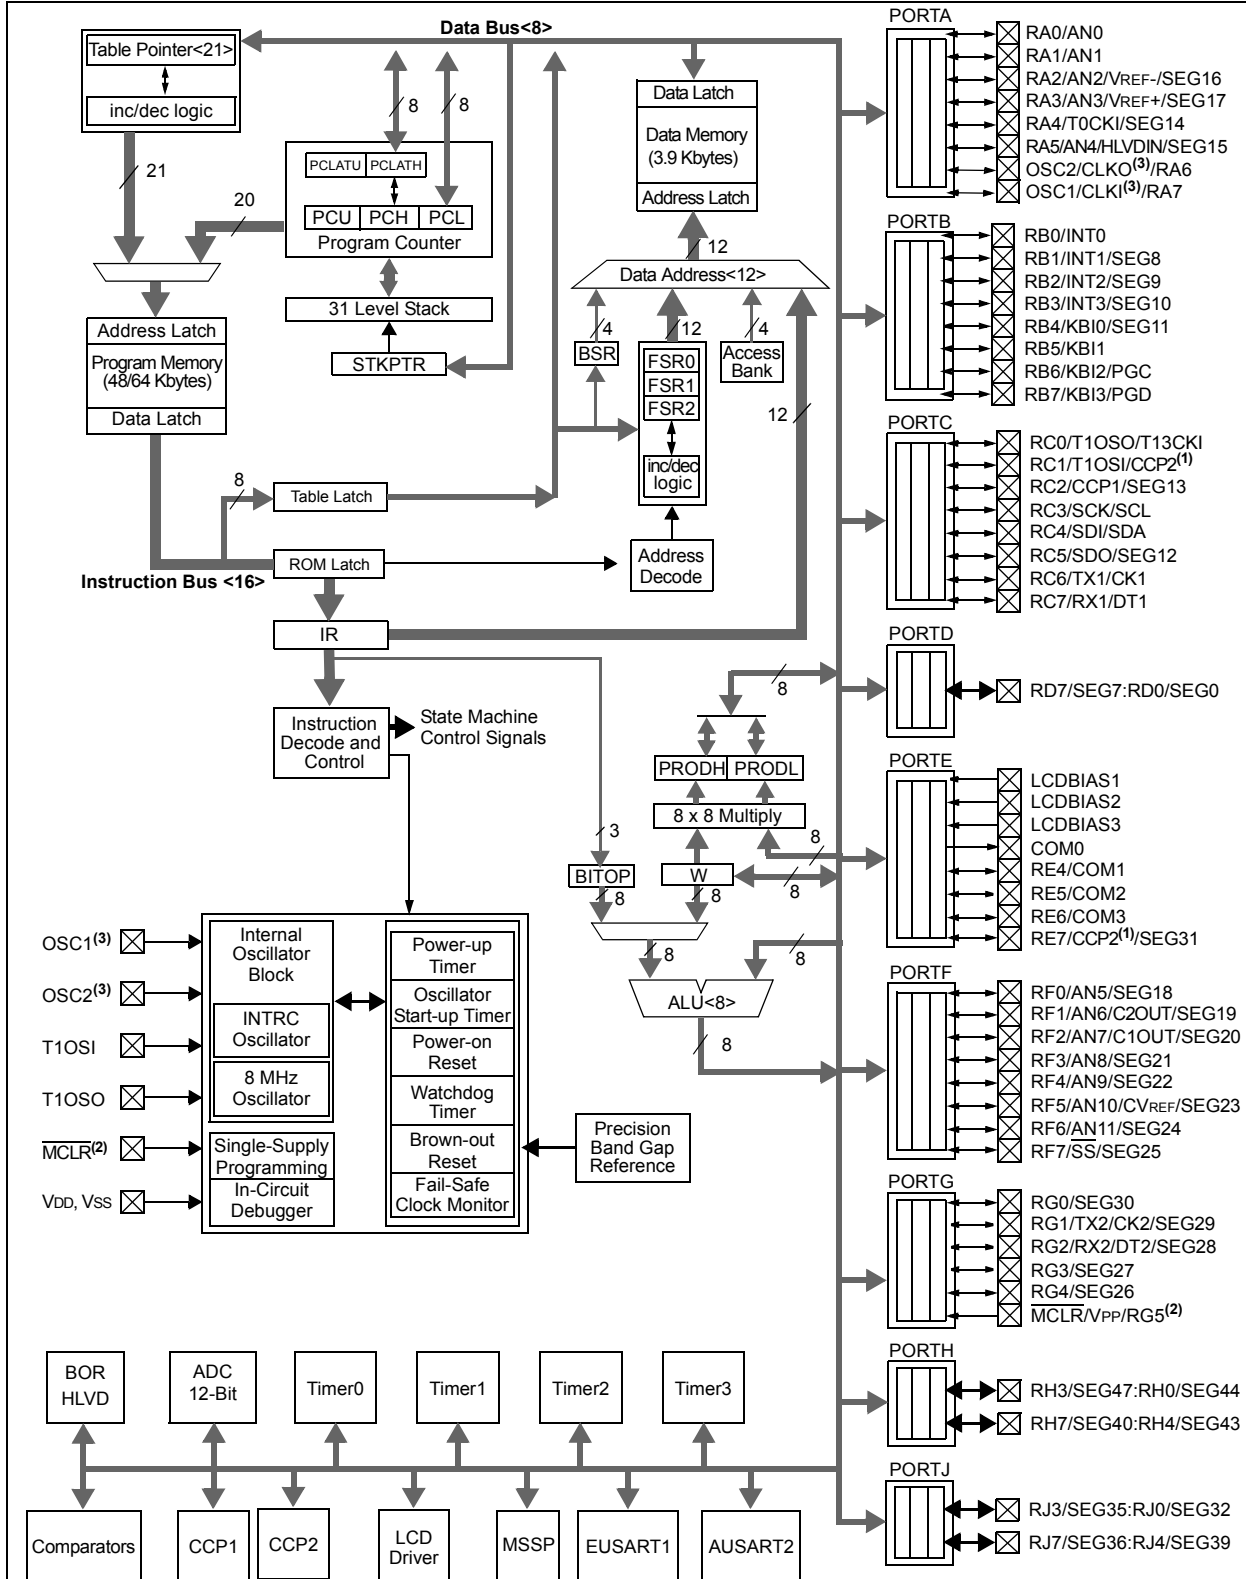 Data Bus<8>
Table Pointer<21>
inc/dec logic
21
8
8
PCLATU
PCLATH
PCU
PCH
PCL
Program Counter
20
31 Level Stack
STKPTR
Address Latch
Program Memory
(48/64 Kbytes)
Data Latch
8
Table Latch
ROM Latch
Instruction Bus <16>
IR
Data Latch
Data Memory
(3.9 Kbytes)
Address Latch
12
Data Address<12>
4
12
4
BSR
FSR0
FSR1
FSR2
inc/dec
logic
Access
Bank
12
Address
Decode
Instruction
Decode and
Control
State Machine
Control Signals
8
PRODH
PRODL
8 x 8 Multiply
3
8
BITOP
W
8
8
8
8
8
ALU<8>
8
OSC1(3)
OSC2(3)
T1OSI
T1OSO
MCLR(2)
VDD, VSS
Internal
Oscillator
Block
INTRC
Oscillator
8 MHz
Oscillator
Single-Supply
Programming
In-Circuit
Debugger
Power-up
Timer
Oscillator
Start-up Timer
Power-on
Reset
Watchdog
Timer
Brown-out
Reset
Fail-Safe
Clock Monitor
Precision
Band Gap
Reference
BOR
HLVD
ADC
12-Bit
Timer0
Timer1
Timer2
Timer3
Comparators
CCP1
CCP2
LCD
Driver
MSSP
EUSART1
AUSART2
PORTA
RA0/AN0
RA1/AN1
RA2/AN2/VREF-/SEG16
RA3/AN3/VREF+/SEG17
RA4/T0CKI/SEG14
RA5/AN4/HLVDIN/SEG15
OSC2/CLKO(3)/RA6
OSC1/CLKI(3)/RA7
PORTB
RB0/INT0
RB1/INT1/SEG8
RB2/INT2/SEG9
RB3/INT3/SEG10
RB4/KBI0/SEG11
RB5/KBI1
RB6/KBI2/PGC
RB7/KBI3/PGD
PORTC
RC0/T1OSO/T13CKI
RC1/T1OSI/CCP2(1)
RC2/CCP1/SEG13
RC3/SCK/SCL
RC4/SDI/SDA
RC5/SDO/SEG12
RC6/TX1/CK1
RC7/RX1/DT1
PORTD
RD7/SEG7:RD0/SEG0
PORTE
LCDBIAS1
LCDBIAS2
LCDBIAS3
COM0
RE4/COM1
RE5/COM2
RE6/COM3
RE7/CCP2(1)/SEG31
PORTF
RF0/AN5/SEG18
RF1/AN6/C2OUT/SEG19
RF2/AN7/C1OUT/SEG20
RF3/AN8/SEG21
RF4/AN9/SEG22
RF5/AN10/CVREF/SEG23
RF6/AN11/SEG24
RF7/SS/SEG25
PORTG
RG0/SEG30
RG1/TX2/CK2/SEG29
RG2/RX2/DT2/SEG28
RG3/SEG27
RG4/SEG26
MCLR/VPP/RG5(2)
PORTH
RH3/SEG47:RH0/SEG44
RH7/SEG40:RH4/SEG43
PORTJ
RJ3/SEG35:RJ0/SEG32
RJ7/SEG36:RJ4/SEG39